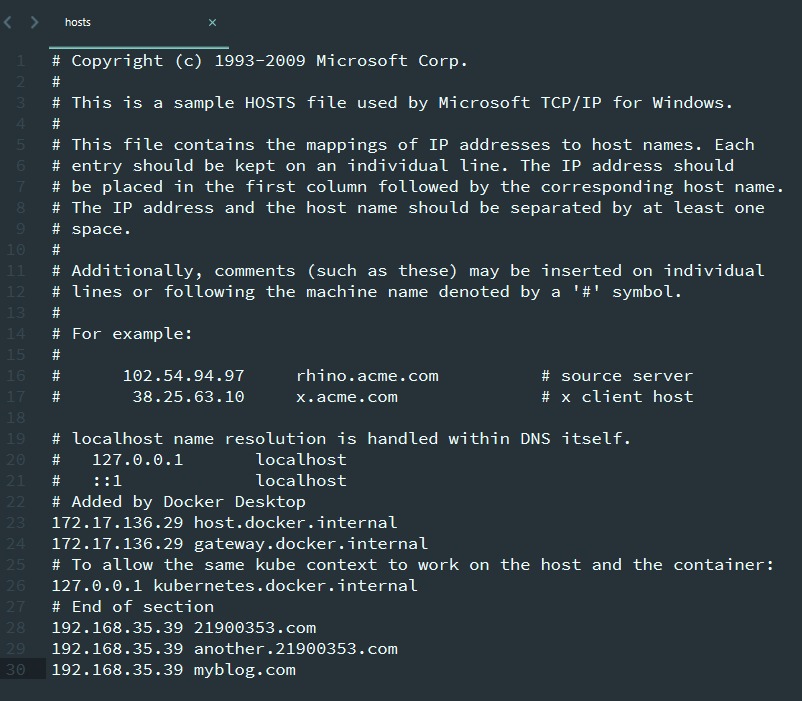 hosts
1 # Copyright (c) 1993-2009 Microsoft Corp.
2 #
3 # This is a sample HOSTS file used by Microsoft TCP/IP for Windows.
4 #
5 # This file contains the mappings of IP addresses to host names. Each
6 # entry should be kept on an individual line. The IP address should
7 # be placed in the first column followed by the corresponding host name.
8 # The IP address and the host name should be separated by at least one
9 # space.
10 #
11 # Additionally, comments (such as these) may be inserted on individual
12 # lines or following the machine name denoted by a '#' symbol.
13 #
14 # For example:
15 #
16 #      102.54.94.97     rhino.acme.com          # source server
17 #       38.25.63.10     x.acme.com              # x client host
18
19 # localhost name resolution is handled within DNS itself.
20 #   127.0.0.1       localhost
21 #   ::1             localhost
22 # Added by Docker Desktop
23 172.17.136.29 host.docker.internal
24 172.17.136.29 gateway.docker.internal
25 # To allow the same kube context to work on the host and the container:
26 127.0.0.1 kubernetes.docker.internal
27 # End of section
28 192.168.35.39 21900353.com
29 192.168.35.39 another.21900353.com
30 192.168.35.39 myblog.com